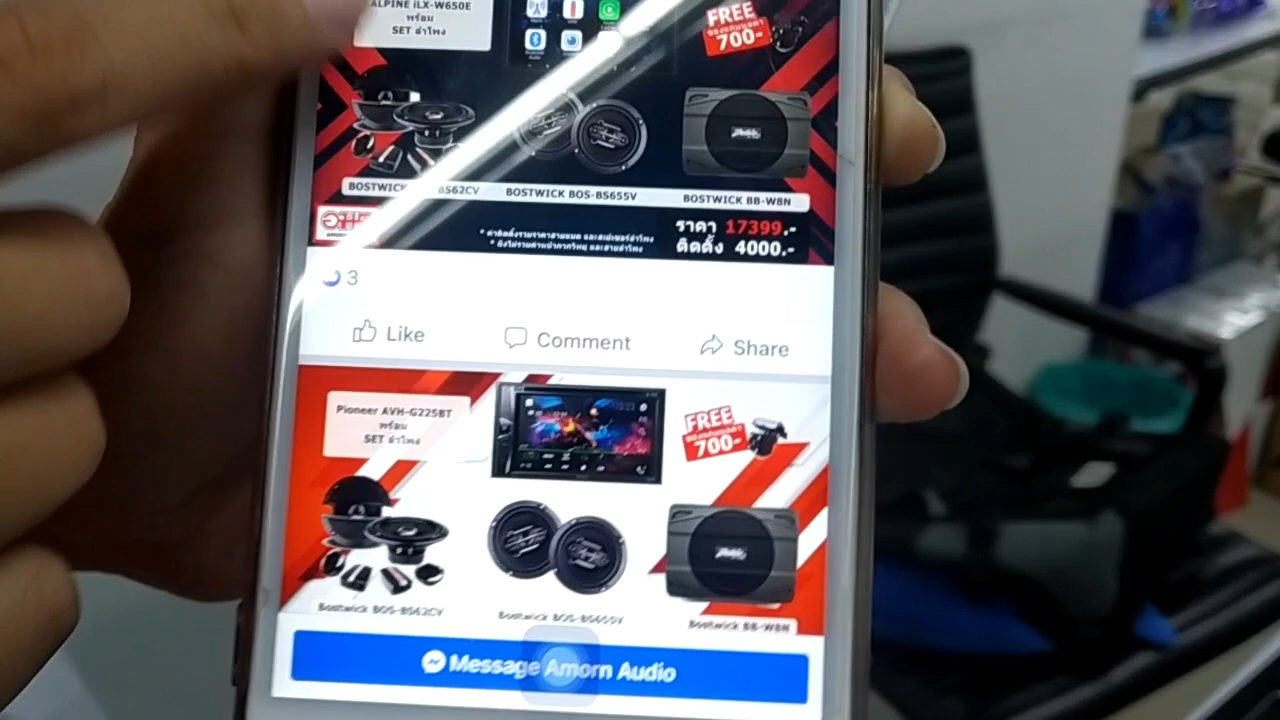 ALPINE iLX-W650E
พร้อม
SET ลำโพง
FREE
700-
BOSTWICK BS62CV
BOSTWICK BOS-BS655V
BOSTWICK BB-W8N
ราคา 17399.-
ติดตั้ง 4000.-
3
Like
Comment
Share
Pioneer AVH-G225BT
พร้อม
SET ลำโพง
FREE
700-
Bostwick BOS-BS62CV
Bostwick BOS-BS655V
Bostwick BB-W8N
Message Amorn Audio